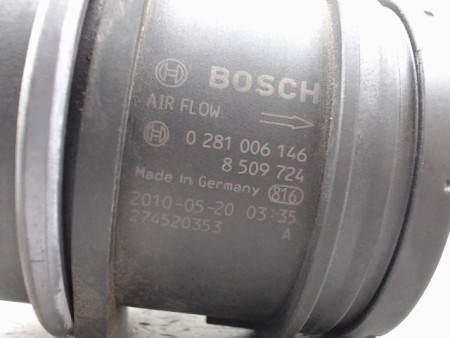 BOSCH
AIR FLOW
0 281 006 146
8 509 724
Made in Germany 816
2010-05-20 03:35
274520353 A